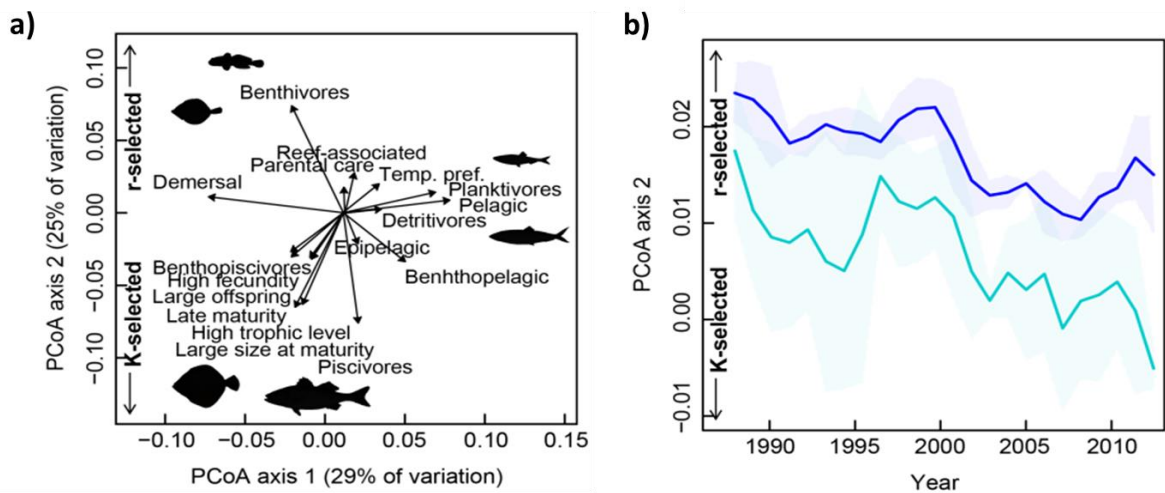 a)
PCoA axis 2 (25% of variation)
0.10
0.05
0.00
−0.05
−0.10
r-selected
K-selected
Benthivores
Reef-associated
Parental care
Temp. pref.
Demersal
Planktivores
Pelagic
Detritivores
Epipelagic
Benthopiscivores
Benhthopelagic
High fecundity
Large offspring
Late maturity
High trophic level
Large size at maturity
Piscivores
−0.10
−0.05
0.00
0.05
0.10
0.15
PCoA axis 1 (29% of variation)
b)
PCoA axis 2
0.02
0.01
0.00
−0.01
r-selected
K-selected
1990
1995
2000
2005
2010
Year